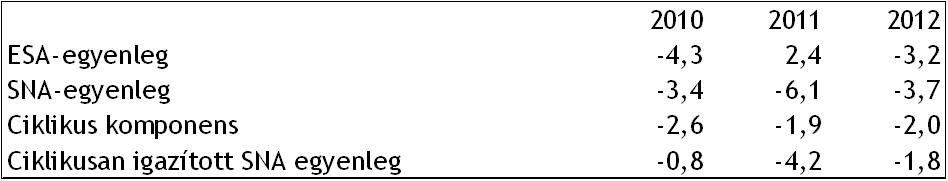 2010 2011 2012
ESA-egyenleg -4,3 2,4 -3,2
SNA-egyenleg -3,4 -6,1 -3,7
Ciklikus komponens -2,6 -1,9 -2,0
Ciklikusan igazított SNA egyenleg -0,8 -4,2 -1,8